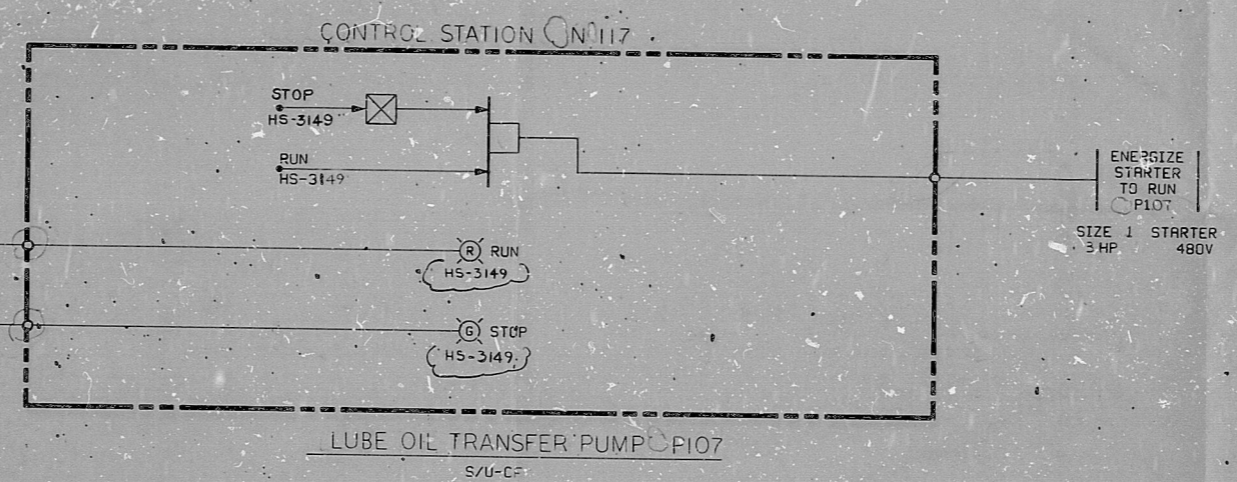 CONTROL STATION N117
STOP
HS-3149
RUN
HS-3149
R RUN
HS-3149
G STOP
HS-3149
ENERGIZE
STARTER
TO RUN
P107
SIZE 1 STARTER
3 HP 480V
LUBE OIL TRANSFER PUMP P107